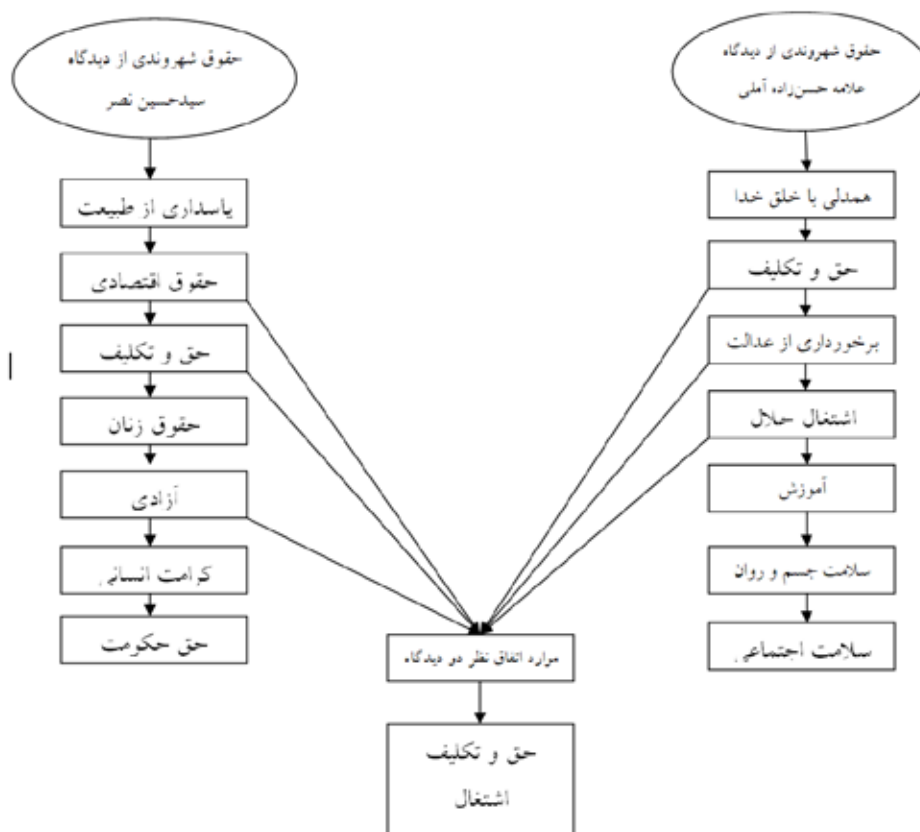 حقوق شهروندی از دیدگاه
علامه حسن‌زاده آملی
همدلی با خلق خدا
حق و تکلیف
برخورداری از عدالت
اشتغال حلال
آموزش
سلامت جسم و روان
سلامت اجتماعی
حقوق شهروندی از دیدگاه
سیدحسین نصر
پاسداری از طبیعت
حقوق اقتصادی
حق و تکلیف
حقوق زنان
آزادی
کرامت انسانی
حق حکومت
موارد اتفاق نظر دو دیدگاه
حق و تکلیف
اشتغال